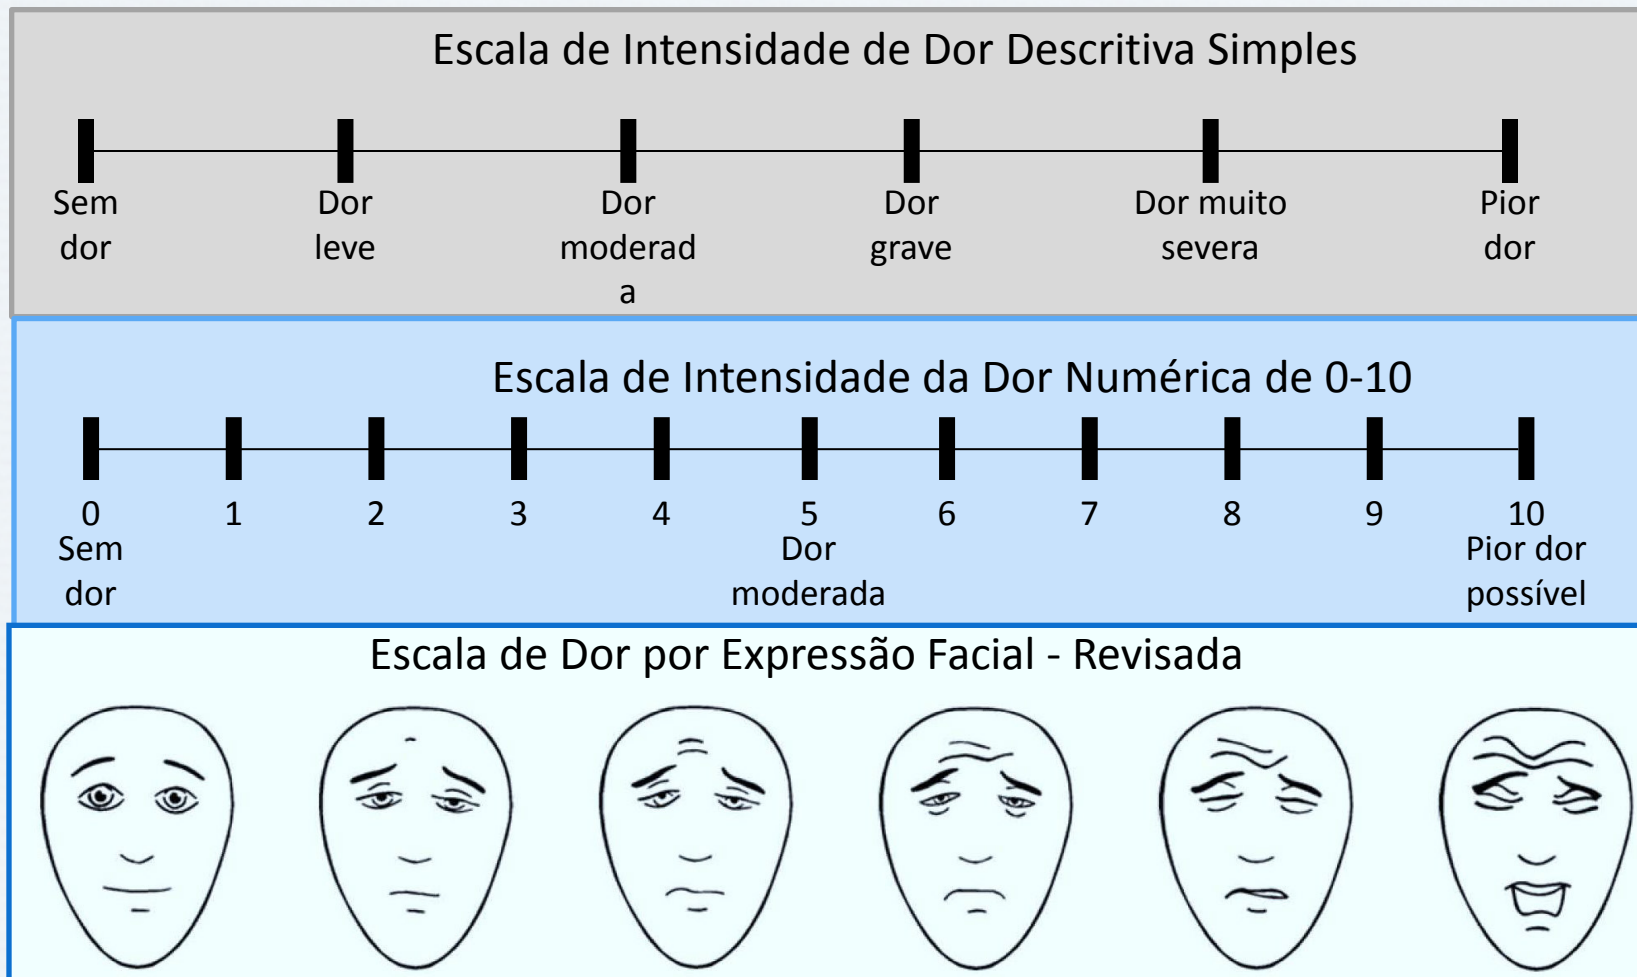 Escala de Intensidade de Dor Descritiva Simples
Sem Dor Dor Dor Dor muito Pior
dor leve moderad grave severa dor
a
Escala de Intensidade da Dor Numérica de 0-10
0 1 2 3 4 5 6 7 8 9 10
Sem Dor Pior dor
dor moderada possível
Escala de Dor por Expressão Facial - Revisada